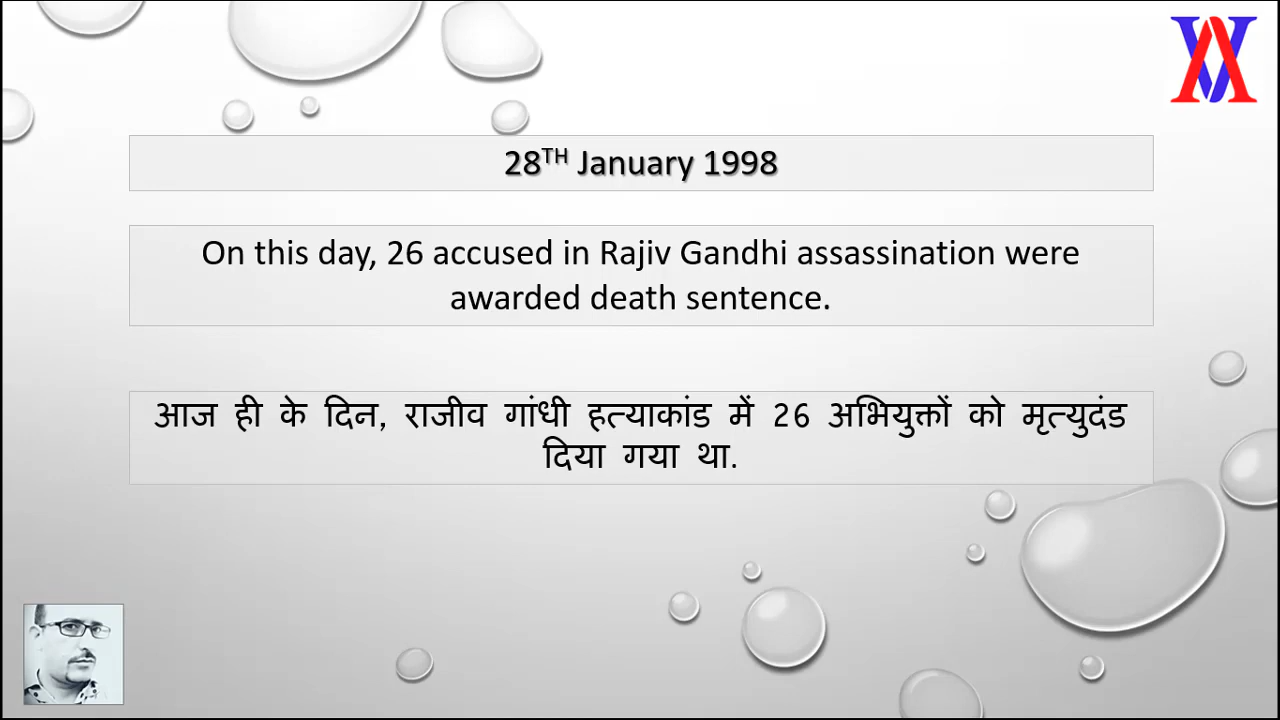 28TH January 1998
On this day, 26 accused in Rajiv Gandhi assassination were
awarded death sentence.
आज ही के दिन, राजीव गांधी हत्याकांड में 26 अभियुक्तों को मृत्युदंड
दिया गया था.